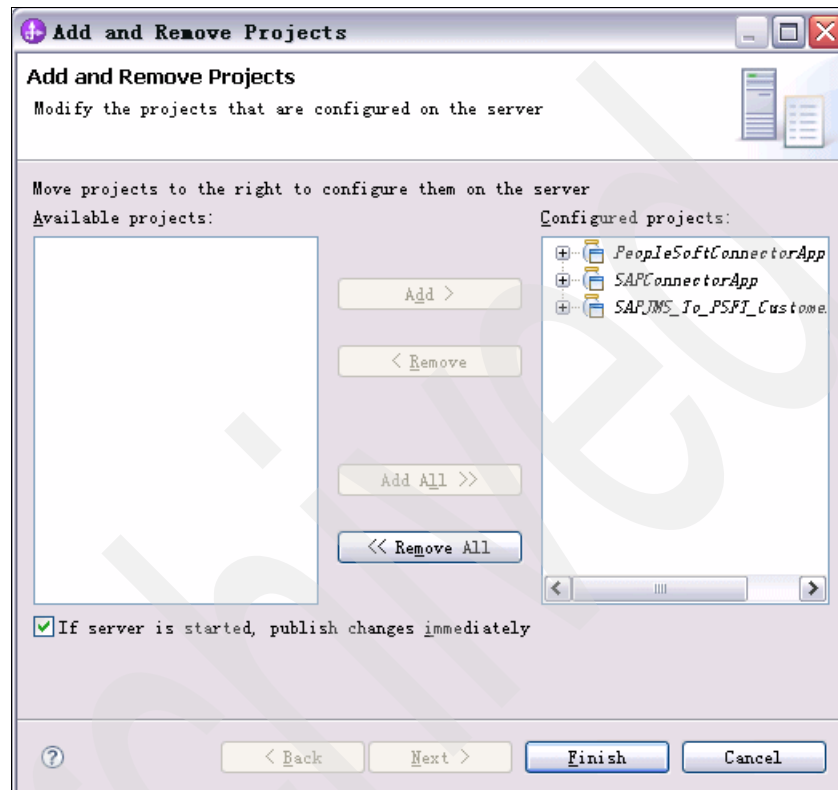 Add and Remove Projects
Add and Remove Projects
Modify the projects that are configured on the server
Move projects to the right to configure them on the server
Available projects:
Configured projects:
PeopleSoftConnectorApp
SAPConnectorApp
SAPJMS_To_PSFT_Custome
Add >
< Remove
Add All >>
<< Remove All
If server is started, publish changes immediately
< Back
Next >
Finish
Cancel